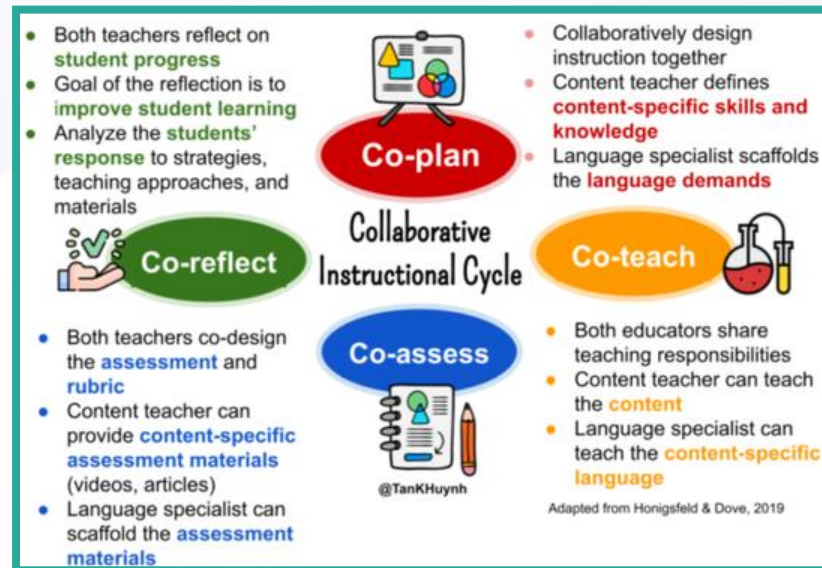 Both teachers reflect on
student progress
Goal of the reflection is to
improve student learning
Analyze the students'
response to strategies,
teaching approaches, and
materials
Co-plan
Collaboratively design
instruction together
Content teacher defines
content-specific skills and
knowledge
Language specialist scaffolds
the language demands
Co-reflect
Collaborative
Instructional Cycle
Co-teach
Both teachers co-design
the assessment and
rubric
Content teacher can
provide content-specific
assessment materials
(videos, articles)
Language specialist can
scaffold the assessment
materials
Co-assess
@TanKHuynh
Both educators share
teaching responsibilities
Content teacher can teach
the content
Language specialist can
teach the content-specific
language
Adapted from Honigsfeld & Dove, 2019